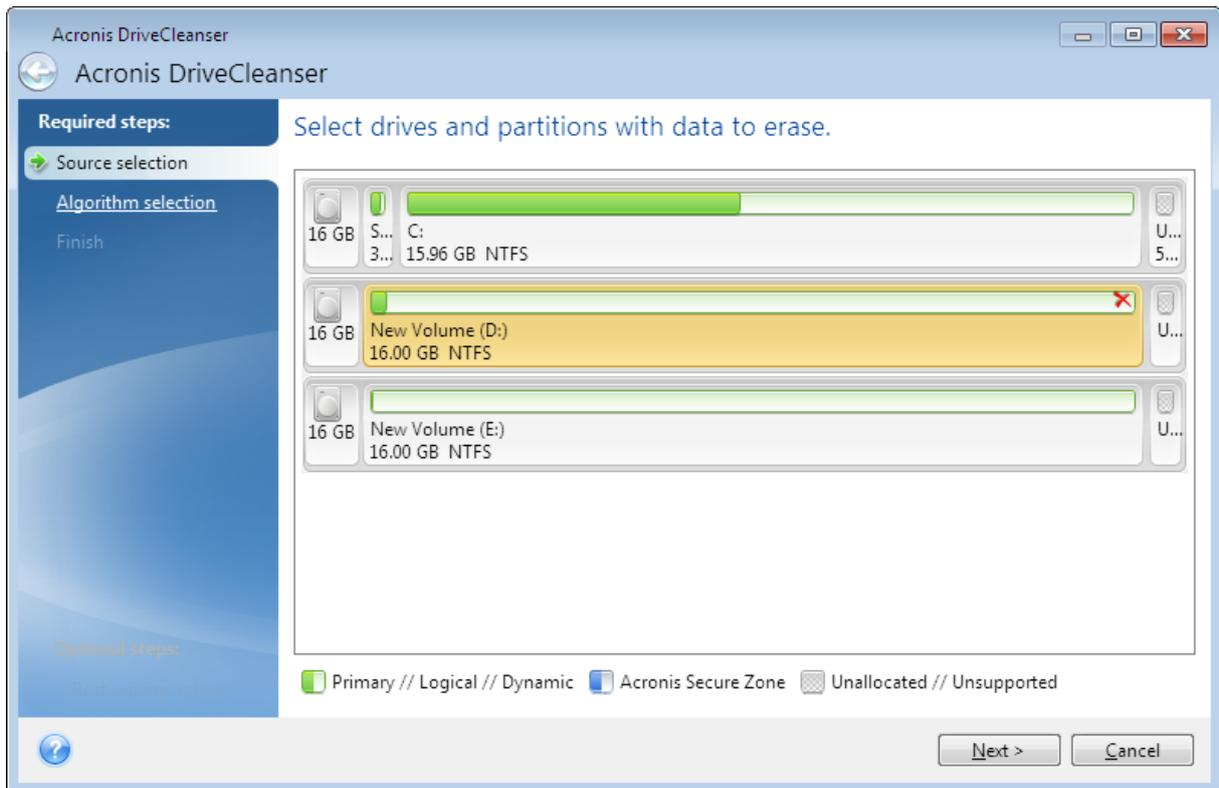 Acronis DriveCleanser
Acronis DriveCleanser
Required steps:
Source selection
Algorithm selection
Finish
Optional steps:
Select drives and partitions with data to erase.
16 GB
S...
3...
C:
15.96 GB NTFS
U...
5...
16 GB
New Volume (D:)
16.00 GB NTFS
U...
16 GB
New Volume (E:)
16.00 GB NTFS
U...
Primary // Logical // Dynamic
Acronis Secure Zone
Unallocated // Unsupported
?
Next >
Cancel